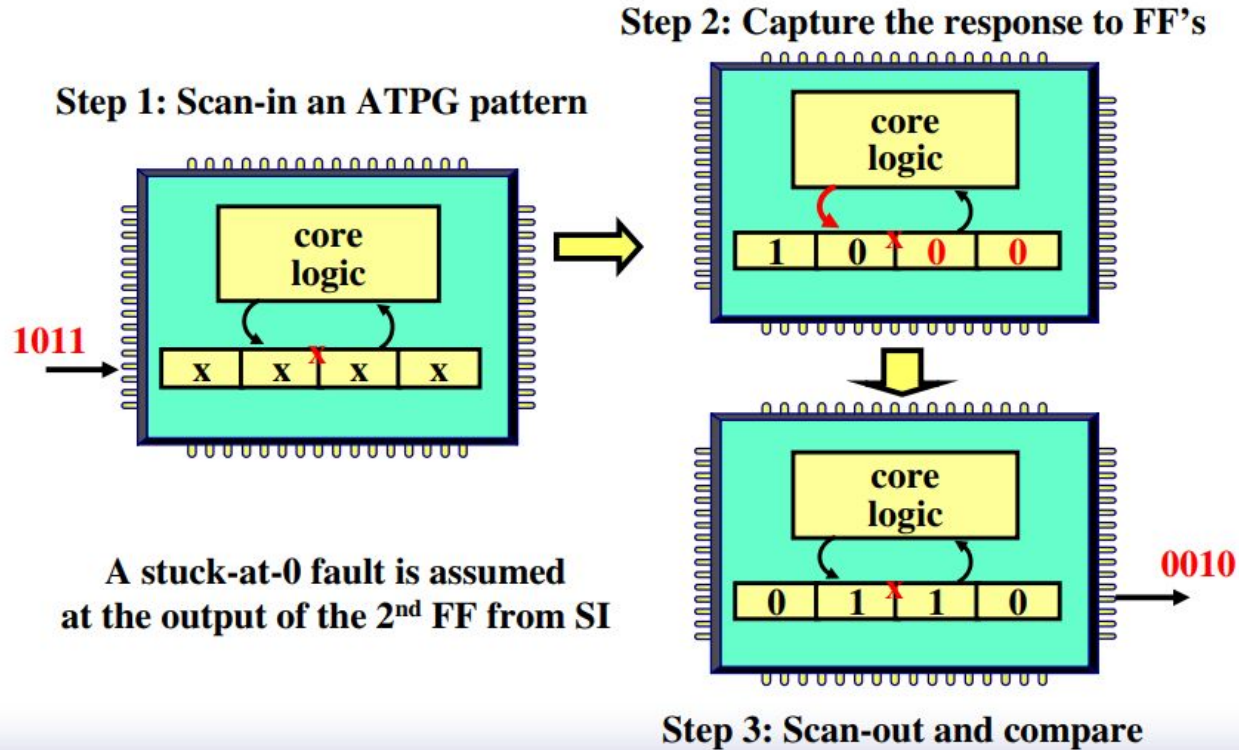 Step 2: Capture the response to FF's
Step 1: Scan-in an ATPG pattern
core
logic
1 0 x 0 0
core
logic
1011
x x x x x
core
logic
0 1 x 1 0
0010
A stuck-at-0 fault is assumed
at the output of the 2nd FF from SI
Step 3: Scan-out and compare